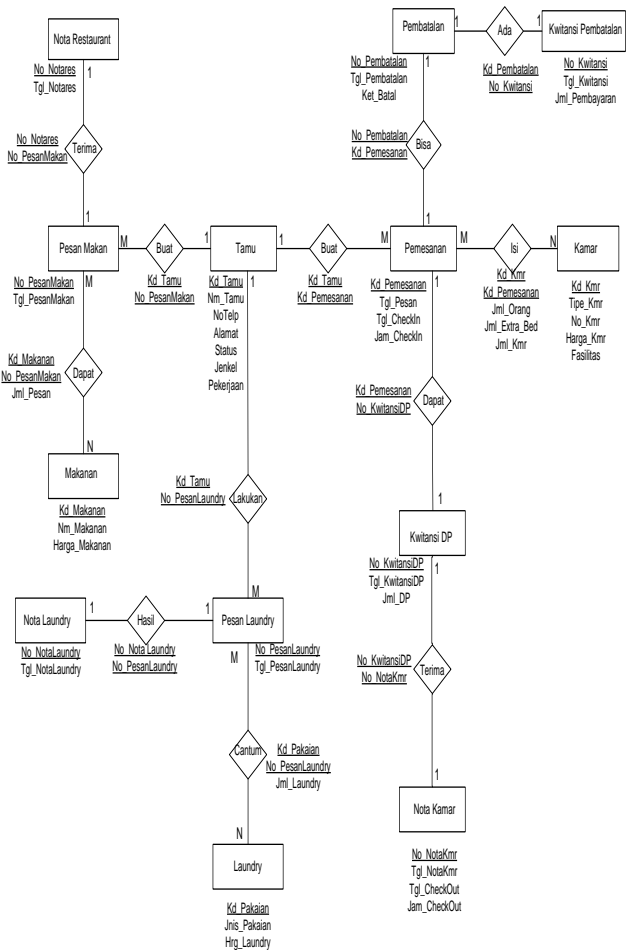 Nota Restaurant
1
No_Notares
Tgl_Notares
No_Notares
No_PesanMakan
Terima
1
Pembatalan
1
Ada
1
Kwitansi Pembatalan
Kd_Pembatalan
No_Kwitansi
No_Kwitansi
Tgl_Kwitansi
Jml_Pembayaran
No_Pembatalan
Tgl_Pembatalan
Ket_Batal
1
No_Pembatalan
Kd_Pemesanan
Bisa
1
Pesan Makan
M
Buat
1
Tamu
1
Buat
M
Pemesanan
M
Isi
N
Kamar
No_PesanMakan
Tgl_PesanMakan
M
Kd_Tamu
No_PesanMakan
Kd_Tamu
Nm_Tamu
NoTelp
Alamat
Status
Jenkel
Pekerjaan
1
Kd_Tamu
Kd_Pemesanan
Kd_Pemesanan
Tgl_Pesan
Tgl_CheckIn
Jam_CheckIn
1
Kd_Kmr
Kd_Pemesanan
Jml_Orang
Jml_Extra_Bed
Jml_Kmr
Kd_Kmr
Tipe_Kmr
No_Kmr
Harga_Kmr
Fasilitas
Kd_Makanan
No_PesanMakan
Jml_Pesan
Dapat
N
Makanan
Kd_Makanan
Nm_Makanan
Harga_Makanan
Kd_Pemesanan
No_KwitansiDP
Dapat
1
Kd_Tamu
No_PesanLaundry
Lakukan
M
Kwitansi DP
No_KwitansiDP
Tgl_KwitansiDP
Jml_DP
1
Nota Laundry
1
Hasil
1
Pesan Laundry
No_NotaLaundry
Tgl_NotaLaundry
No_Nota Laundry
No_PesanLaundry
M
No_PesanLaundry
Tgl_PesanLaundry
No_KwitansiDP
No_NotaKmr
Terima
1
Cantum
Kd_Pakaian
No_PesanLaundry
Jml_Laundry
N
Laundry
Kd_Pakaian
Jnis_Pakaian
Hrg_Laundry
Nota Kamar
No_NotaKmr
Tgl_NotaKmr
Tgl_CheckOut
Jam_CheckOut